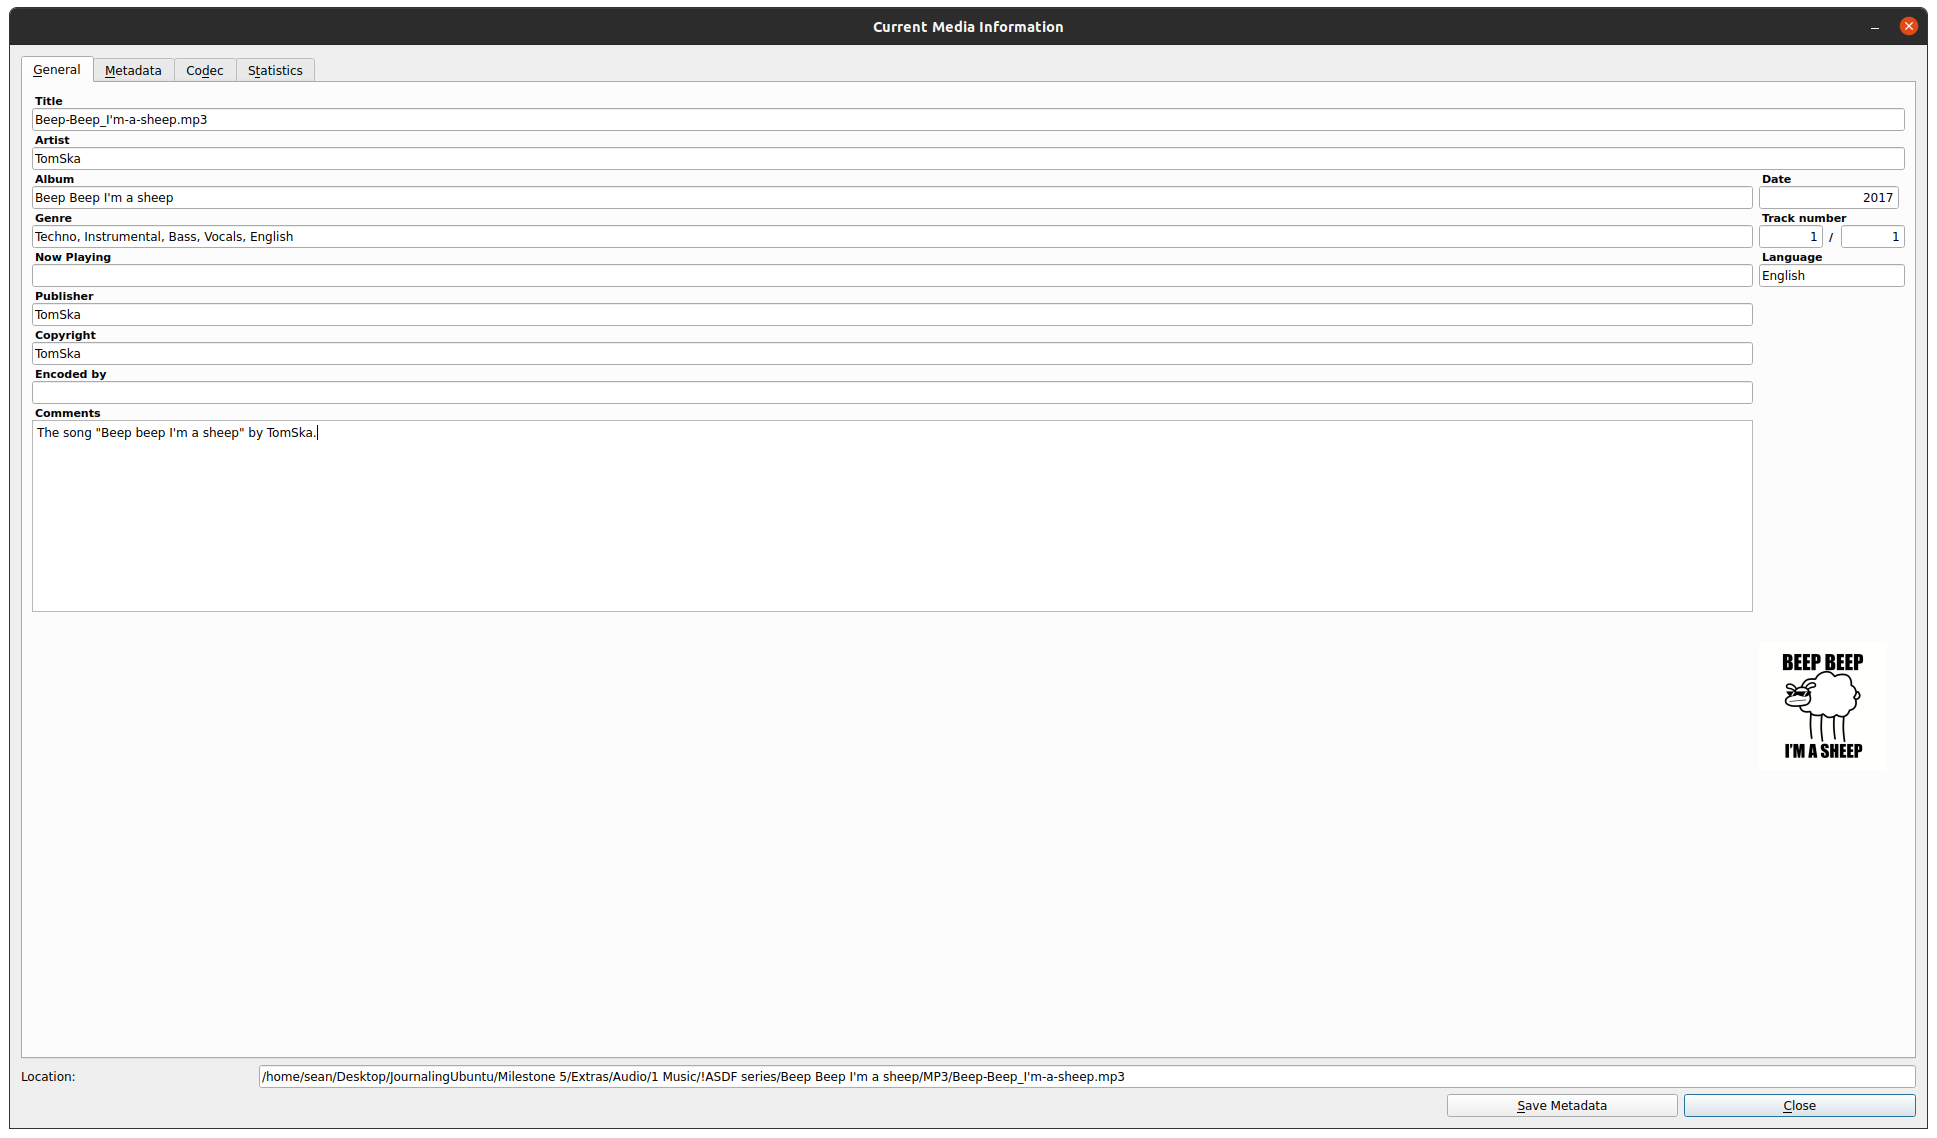 Current Media Information
General Metadata Codec Statistics
Title
Beep-Beep_I'm-a-sheep.mp3
Artist
TomSka
Album Date
Beep Beep I'm a sheep 2017
Genre Track number
Techno, Instrumental, Bass, Vocals, English 1 / 1
Now Playing Language
English
Publisher
TomSka
Copyright
TomSka
Encoded by
Comments
The song "Beep beep I'm a sheep" by TomSka.
BEEP BEEP
I'M A SHEEP
Location: /home/sean/Desktop/JournalingUbuntu/Milestone 5/Extras/Audio/1 Music/!ASDF series/Beep Beep I'm a sheep/MP3/Beep-Beep_I'm-a-sheep.mp3
Save Metadata Close